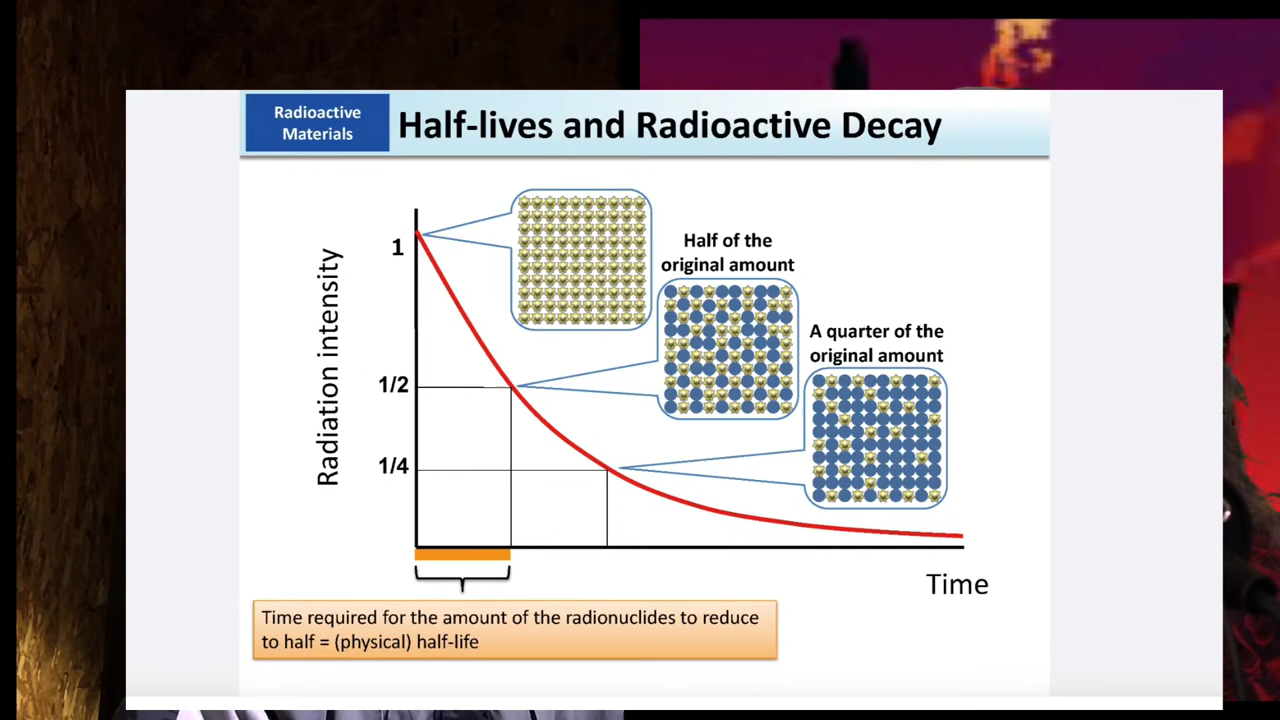 Radioactive
Materials
Half-lives and Radioactive Decay
Radiation intensity
1
1/2
1/4
Half of the
original amount
A quarter of the
original amount
Time
Time required for the amount of the radionuclides to reduce
to half = (physical) half-life